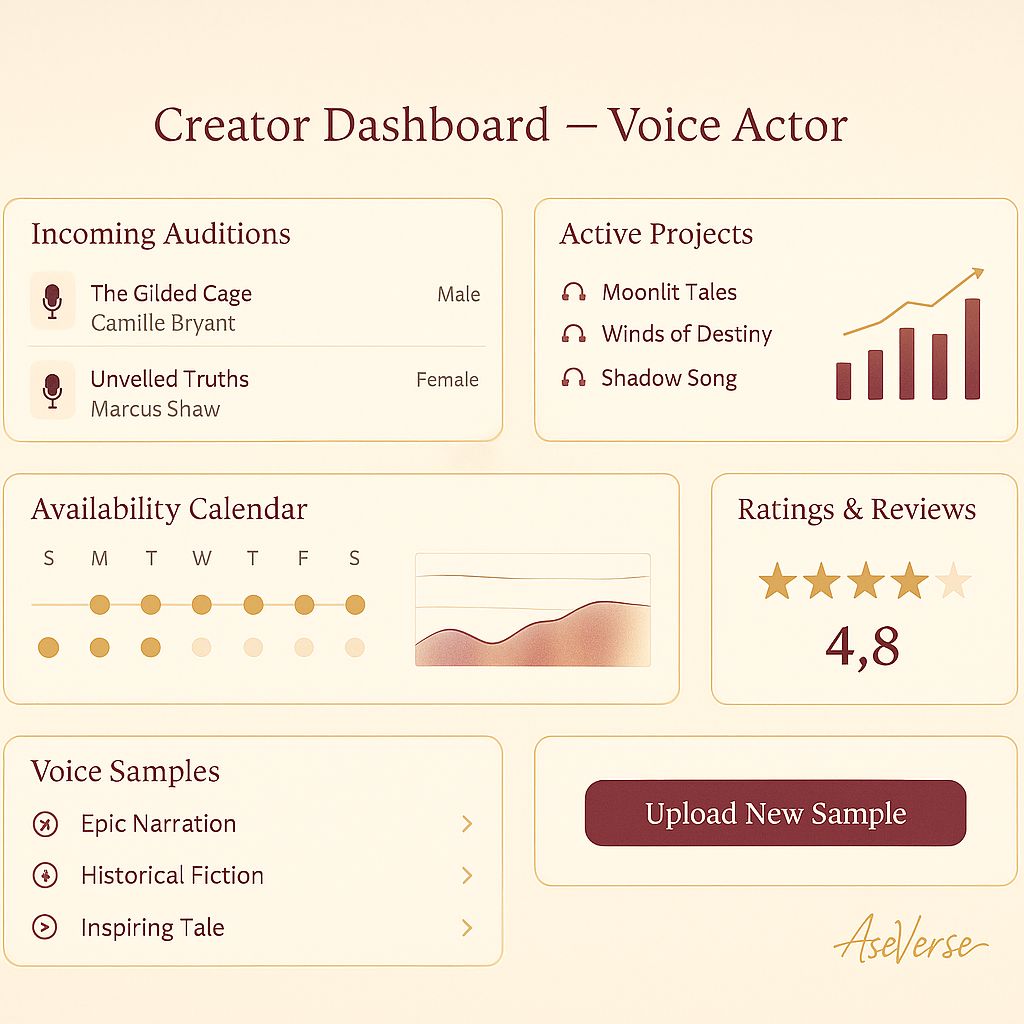 Creator Dashboard — Voice Actor
Incoming Auditions
The Gilded Cage
Male
Camille Bryant
Unvelled Truths
Female
Marcus Shaw
Active Projects
Moonlit Tales
Winds of Destiny
Shadow Song
Availability Calendar
S M T W T F S
Ratings & Reviews
4,8
Voice Samples
Epic Narration
Historical Fiction
Inspiring Tale
Upload New Sample
AseVerse